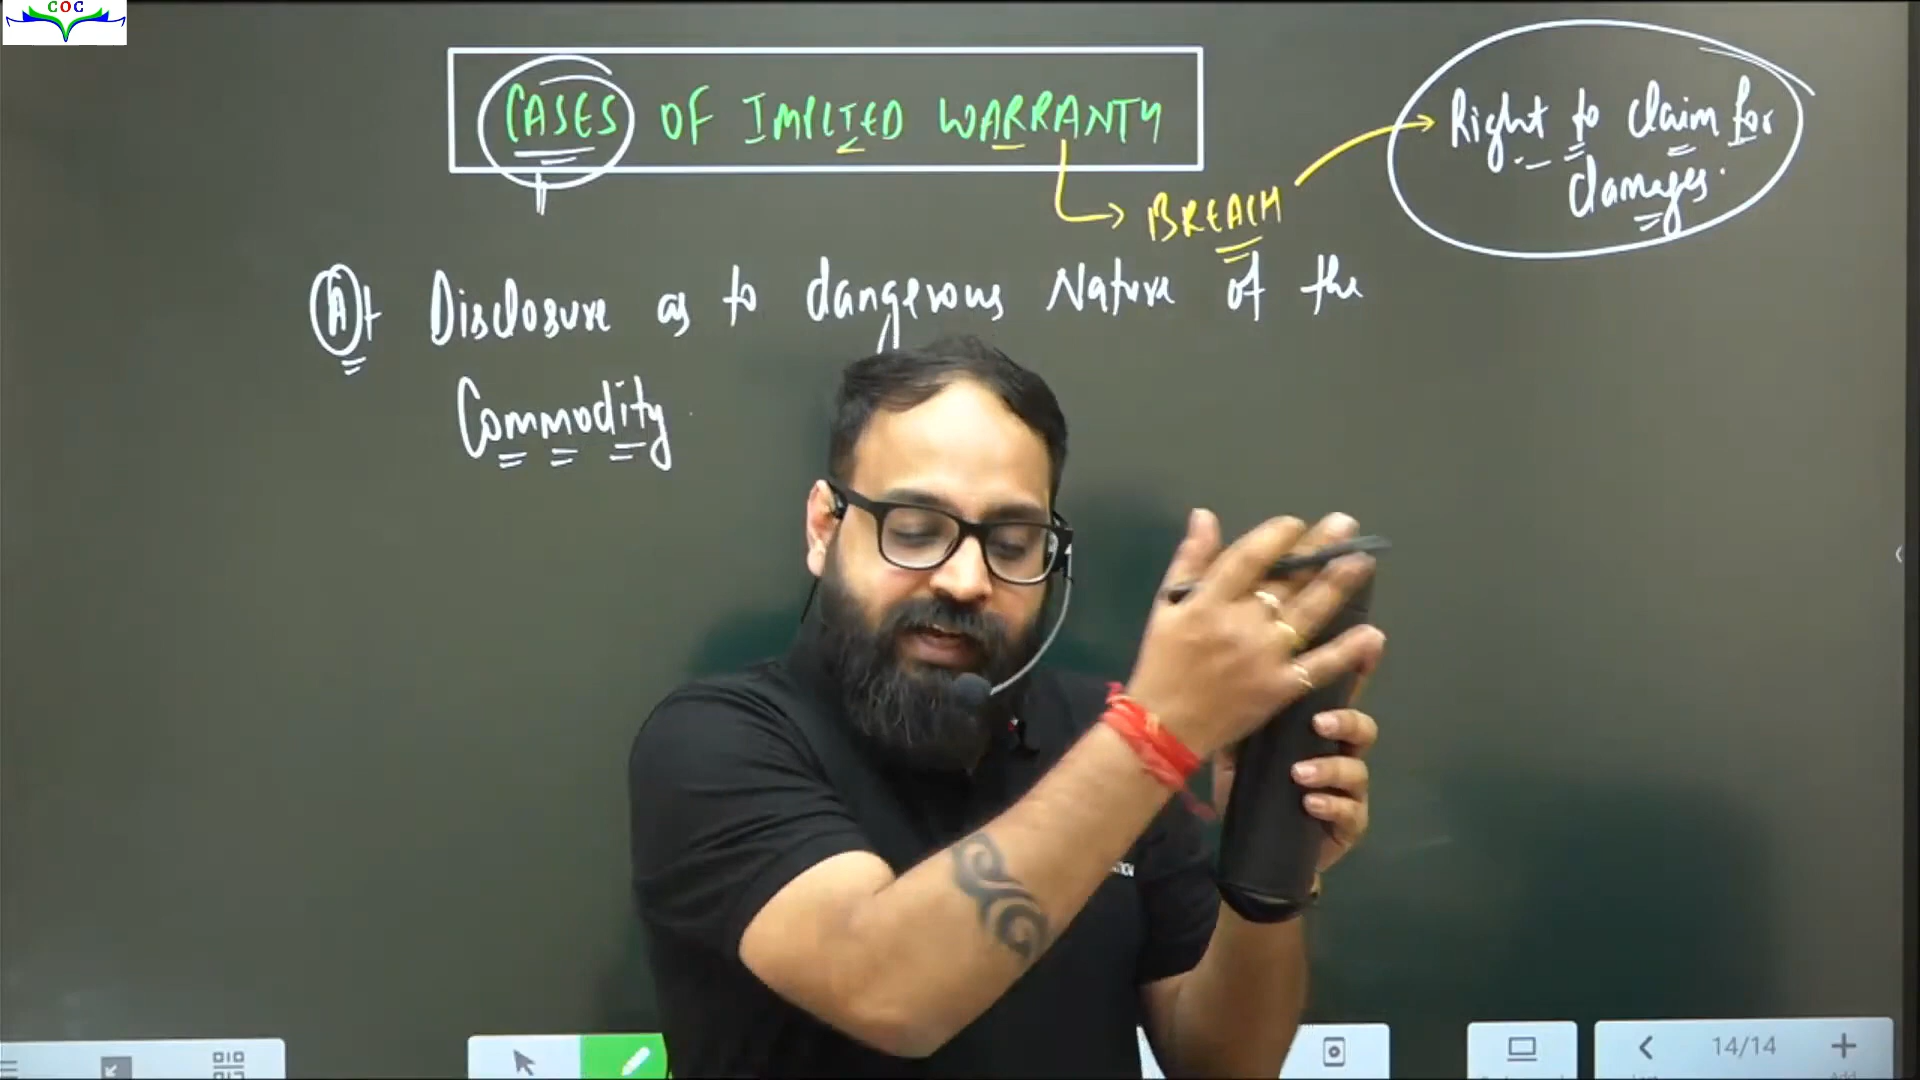 COC
CASES OF IMPLIED WARRANTY
BREACH
Right to claim for
damages.
A Disclosure as to dangerous Nature of the
Commodity
14/14
Add